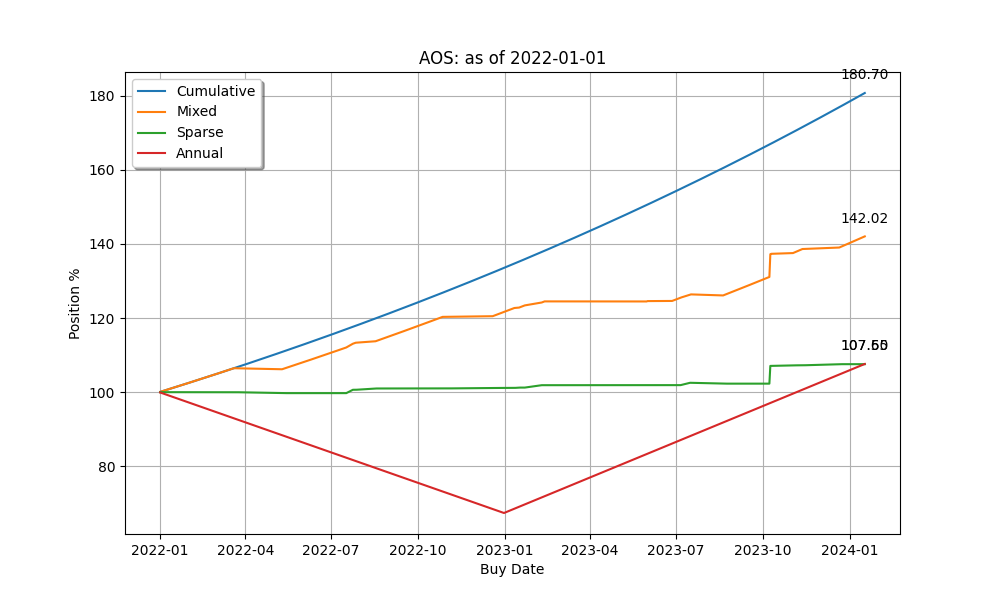 AOS: as of 2022-01-01
180.70
180
Cumulative
Mixed
Sparse
Annual
160
142.02
140
Position %
120
100
80
2022-01 2022-04 2022-07 2022-10 2023-01 2023-04 2023-07 2023-10 2024-01
Buy Date